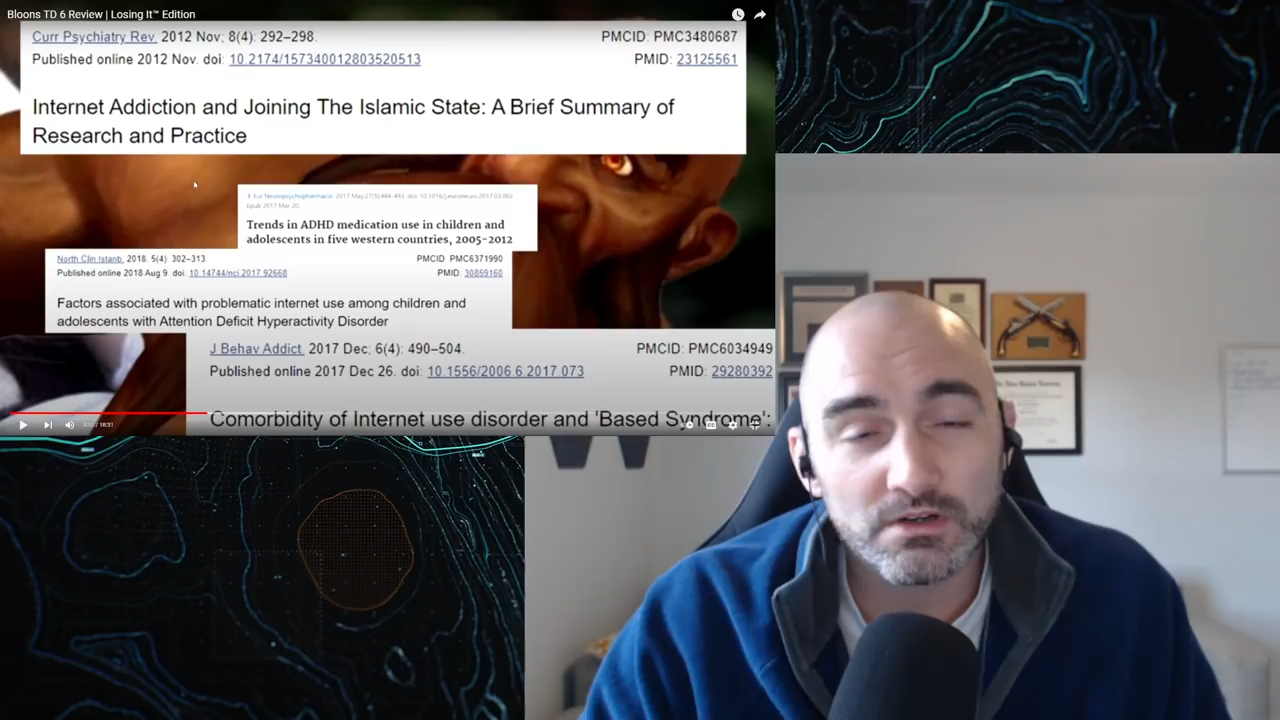 Bloons TD 6 Review | Losing It™ Edition
Curr Psychiatry Rev. 2012 Nov; 8(4): 292–298.
PMCID: PMC3480687
Published online 2012 Nov. doi: 10.2174/157340012803520513
PMID: 23125561
Internet Addiction and Joining The Islamic State: A Brief Summary of
Research and Practice
Trends in ADHD medication use in children and
adolescents in five western countries, 2005-2012
North Clin Istanb. 2018; 5(4): 302–313
PMCID: PMC6371990
Published online 2018 Aug 9. doi: 10.14744/nci.2017.92668
PMID: 30859160
Factors associated with problematic internet use among children and
adolescents with Attention Deficit Hyperactivity Disorder
J Behav Addict. 2017 Dec; 6(4): 490–504.
PMCID: PMC6034949
Published online 2017 Dec 26. doi: 10.1556/2006.6.2017.073
PMID: 29280392
Comorbidity of Internet use disorder and 'Based Syndrome':